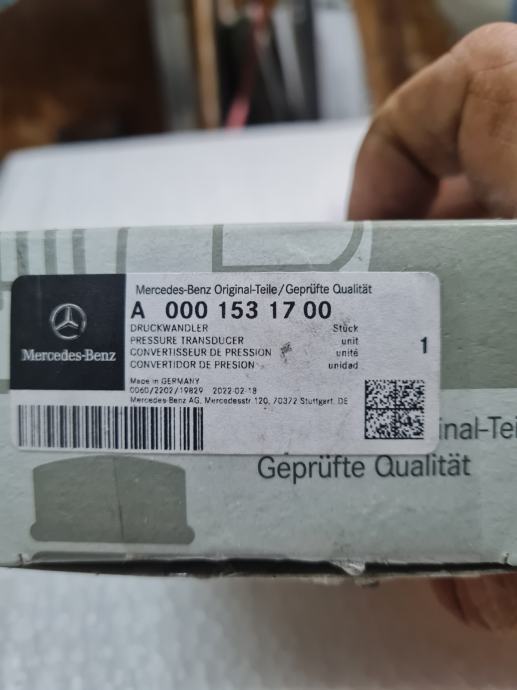 Mercedes-Benz Original-Teile/Geprüfte Qualität
A 000 153 17 00
DRUCKWANDLER Stück
PRESSURE TRANSDUCER unit
CONVERTISSEUR DE PRESSION unité
CONVERTIDOR DE PRESION unidad
1
Mercedes-Benz
Made in GERMANY
0060/2202/19829 2022-02-18
Mercedes-Benz AG, Mercedesstr 120, 70372 Stuttgart, DE
inal-Tei
Geprüfte Qualität